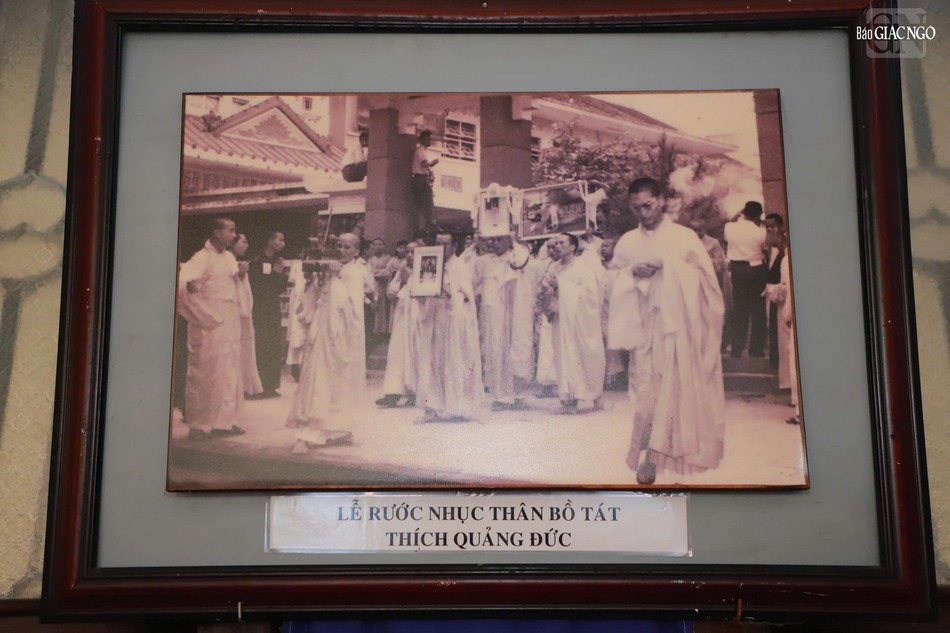 Báo GIÁC NGỘ
LỄ RƯỚC NHỤC THÂN BỒ TÁT
THÍCH QUẢNG ĐỨC